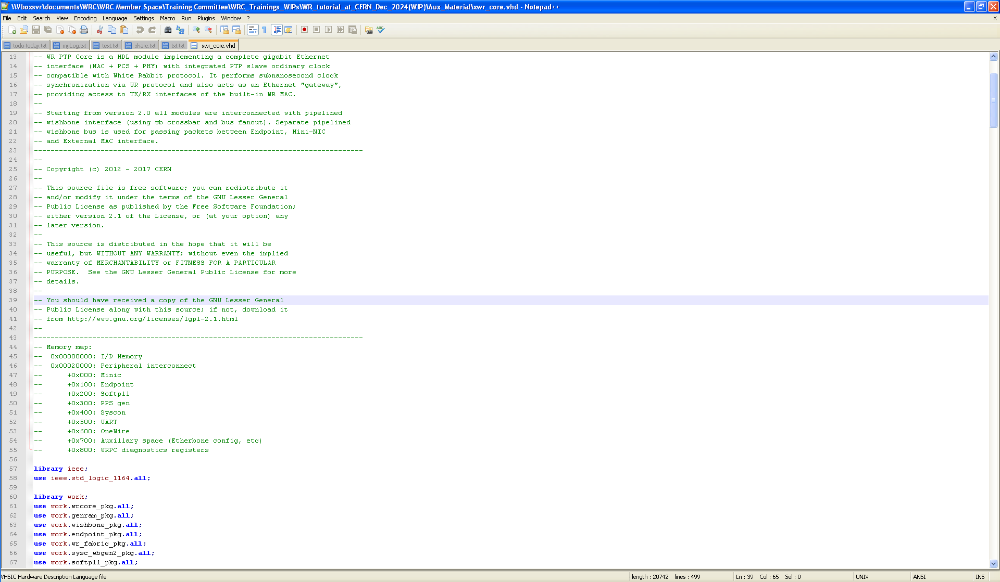 \\Vboxsvr\documents\WRC\WRC Member Space\Training Committee\WRC_Trainings_WIPs\WR_tutorial_at_CERN_Dec_2024(WIP)\Aux_Material\xwr_core.vhd - Notepad++
File Edit Search View Encoding Language Settings Macro Run Plugins Window ? X
todo-today.txt myLog.txt text.txt share.txt txt.txt xwr_core.vhd
13 -- WR PTP Core is a HDL module implementing a complete gigabit Ethernet
14 -- interface (MAC + PCS + PHY) with integrated PTP slave ordinary clock
15 -- compatible with White Rabbit protocol. It performs subnanosecond clock
16 -- synchronization via WR protocol and also acts as an Ethernet "gateway",
17 -- providing access to TX/RX interfaces of the built-in WR MAC.
18 --
19 -- Starting from version 2.0 all modules are interconnected with pipelined
20 -- wishbone interface (using wb crossbar and bus fanout). Separate pipelined
21 -- wishbone bus is used for passing packets between Endpoint, Mini-NIC
22 -- and External MAC interface.
23 -------------------------------------------------------------------------------
24 --
25 -- Copyright (c) 2012 - 2017 CERN
26 --
27 -- This source file is free software; you can redistribute it
28 -- and/or modify it under the terms of the GNU Lesser General
29 -- Public License as published by the Free Software Foundation;
30 -- either version 2.1 of the License, or (at your option) any
31 -- later version.
32 --
33 -- This source is distributed in the hope that it will be
34 -- useful, but WITHOUT ANY WARRANTY; without even the implied
35 -- warranty of MERCHANTABILITY or FITNESS FOR A PARTICULAR
36 -- PURPOSE.  See the GNU Lesser General Public License for more
37 -- details.
38 --
39 -- You should have received a copy of the GNU Lesser General
40 -- Public License along with this source; if not, download it
41 -- from http://www.gnu.org/licenses/lgpl-2.1.html
42 --
43 -------------------------------------------------------------------------------
44 -- Memory map:
45 --  0x00000000: I/D Memory
46 --  0x00020000: Peripheral interconnect
47 --      +0x000: Minic
48 --      +0x100: Endpoint
49 --      +0x200: Softpll
50 --      +0x300: PPS gen
51 --      +0x400: Syscon
52 --      +0x500: UART
53 --      +0x600: OneWire
54 --      +0x700: Auxillary space (Etherbone config, etc)
55 --      +0x800: WRPC diagnostics registers
56
57 library ieee;
58 use ieee.std_logic_1164.all;
59
60 library work;
61 use work.wrcore_pkg.all;
62 use work.genram_pkg.all;
63 use work.wishbone_pkg.all;
64 use work.endpoint_pkg.all;
65 use work.wr_fabric_pkg.all;
66 use work.sysc_wbgen2_pkg.all;
67 use work.softpll_pkg.all;
VHSIC Hardware Description Language file length : 20742 lines : 499 Ln : 39 Col : 65 Sel : 0 UNIX ANSI INS